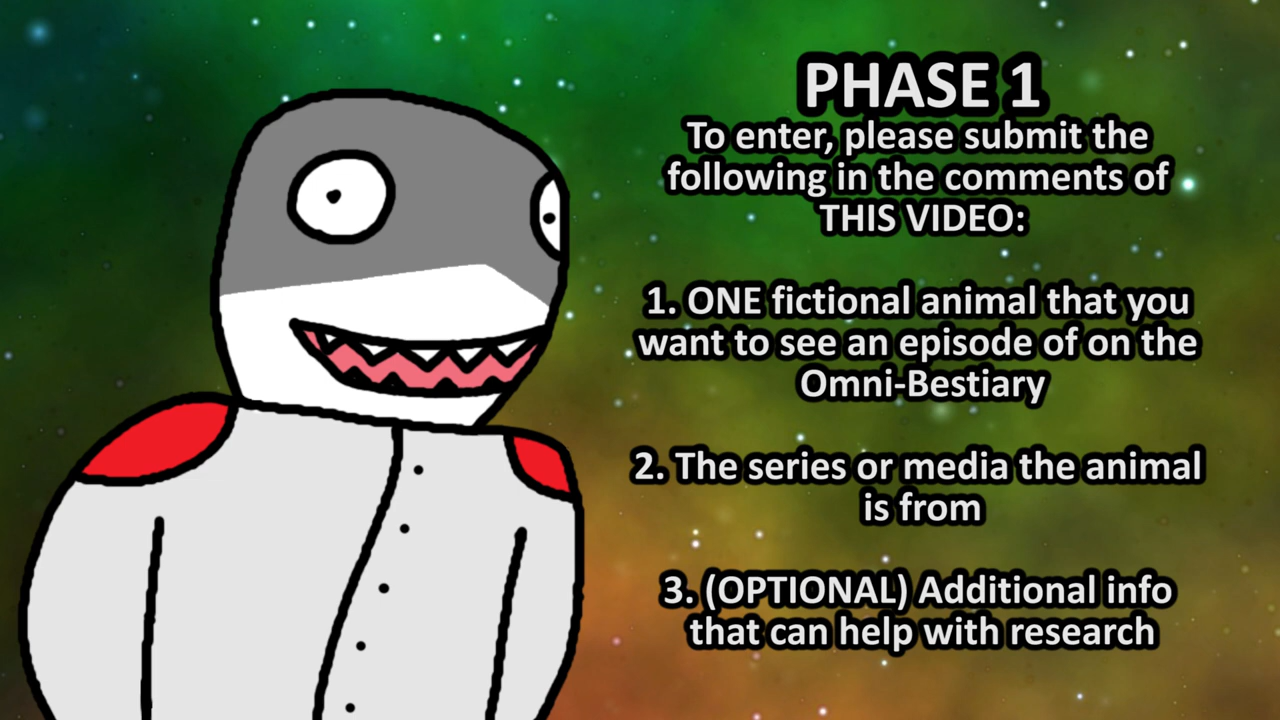 PHASE 1
To enter, please submit the
following in the comments of
THIS VIDEO:
1. ONE fictional animal that you
want to see an episode of on the
Omni-Bestiary
2. The series or media the animal
is from
3. (OPTIONAL) Additional info
that can help with research